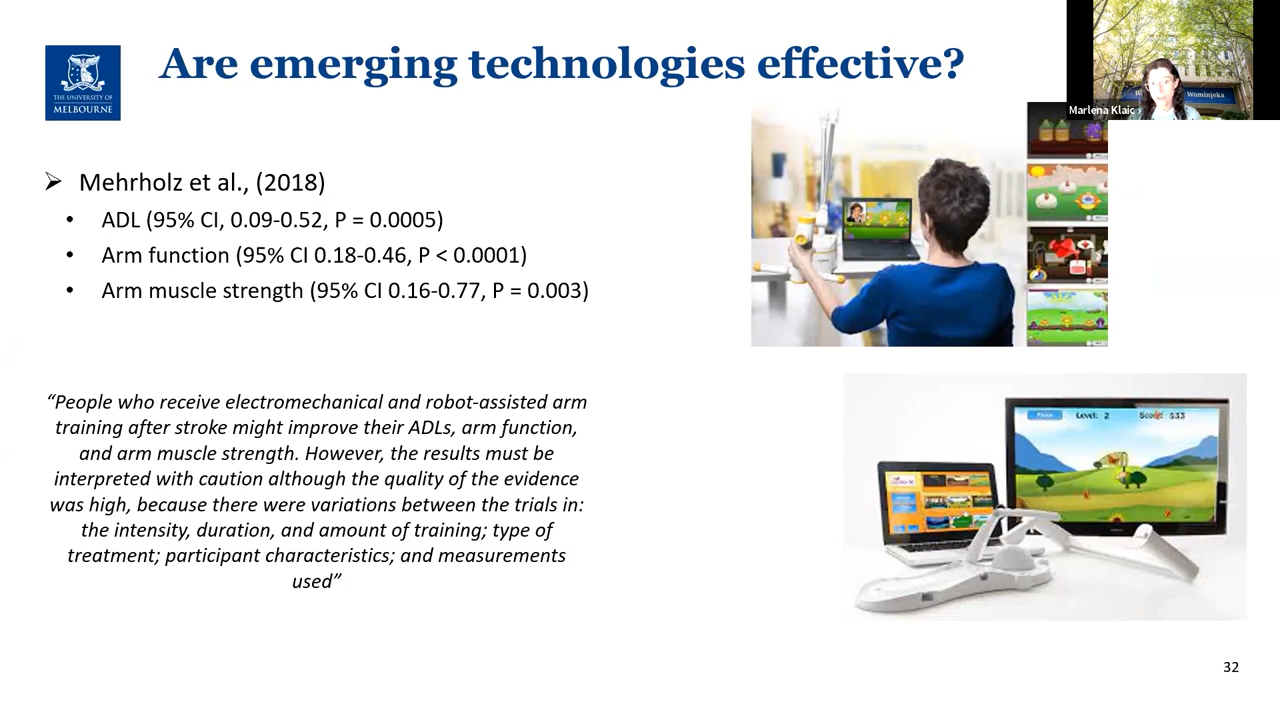 Are emerging technologies effective?
THE UNIVERSITY OF
MELBOURNE
Wominjeka
Marlena Klaic
➢ Mehrholz et al., (2018)
• ADL (95% CI, 0.09-0.52, P = 0.0005)
• Arm function (95% CI 0.18-0.46, P < 0.0001)
• Arm muscle strength (95% CI 0.16-0.77, P = 0.003)
“People who receive electromechanical and robot-assisted arm
training after stroke might improve their ADLs, arm function,
and arm muscle strength. However, the results must be
interpreted with caution although the quality of the evidence
was high, because there were variations between the trials in:
the intensity, duration, and amount of training; type of
treatment; participant characteristics; and measurements
used”
Pause Level: 2 Score: 533
32